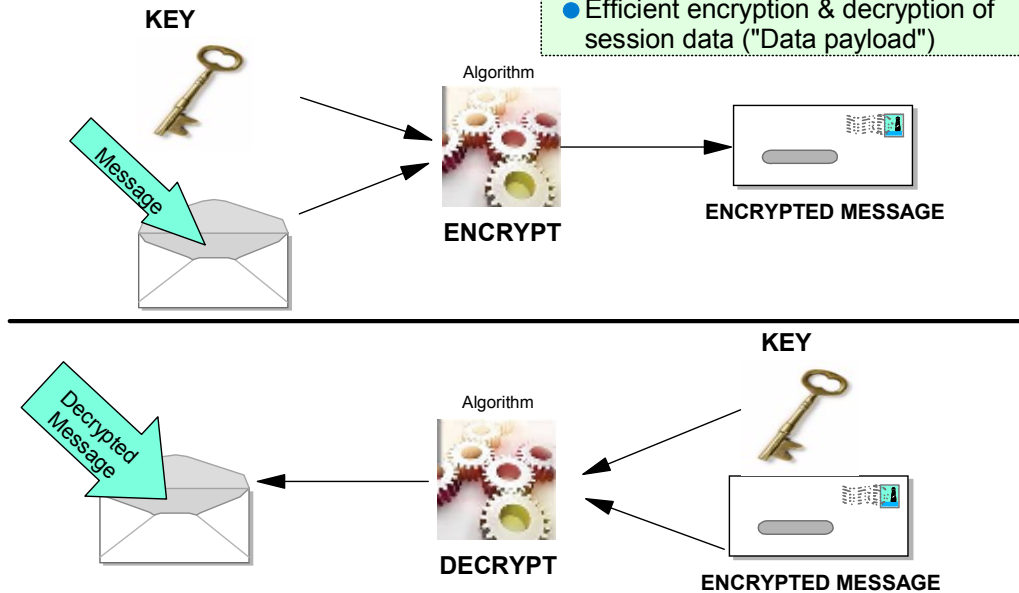 ● Efficient encryption & decryption of
session data ("Data payload")
KEY
Algorithm
Message
ENCRYPT
ENCRYPTED MESSAGE
KEY
Algorithm
Decrypted
Message
DECRYPT
ENCRYPTED MESSAGE